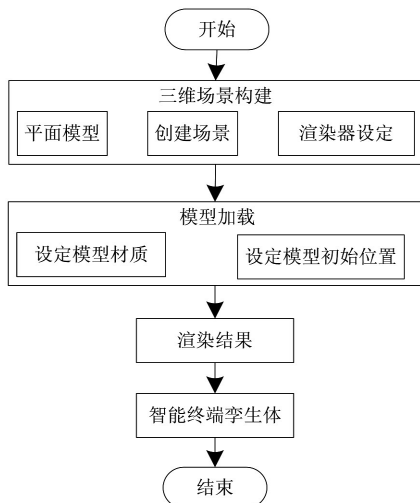 开始
三维场景构建
平面模型 创建场景 渲染器设定
模型加载
设定模型材质 设定模型初始位置
渲染结果
智能终端孪生体
结束